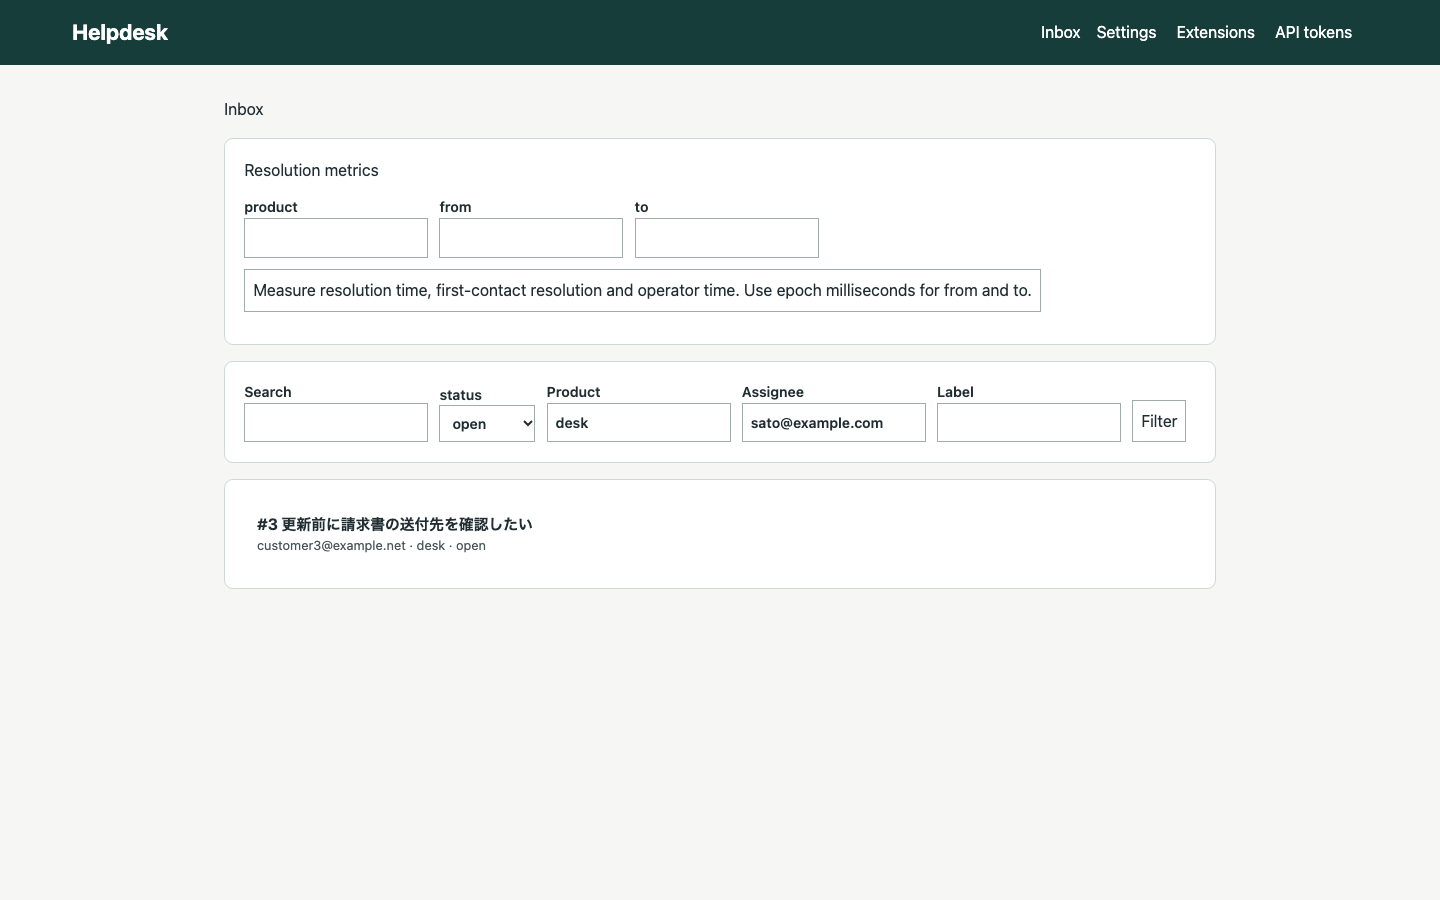 Helpdesk
Inbox Settings Extensions API tokens
Inbox
Resolution metrics
product from to
Measure resolution time, first-contact resolution and operator time. Use epoch milliseconds for from and to.
Search status Product Assignee Label
open desk sato@example.com Filter
#3 更新前に請求書の送付先を確認したい
customer3@example.net · desk · open